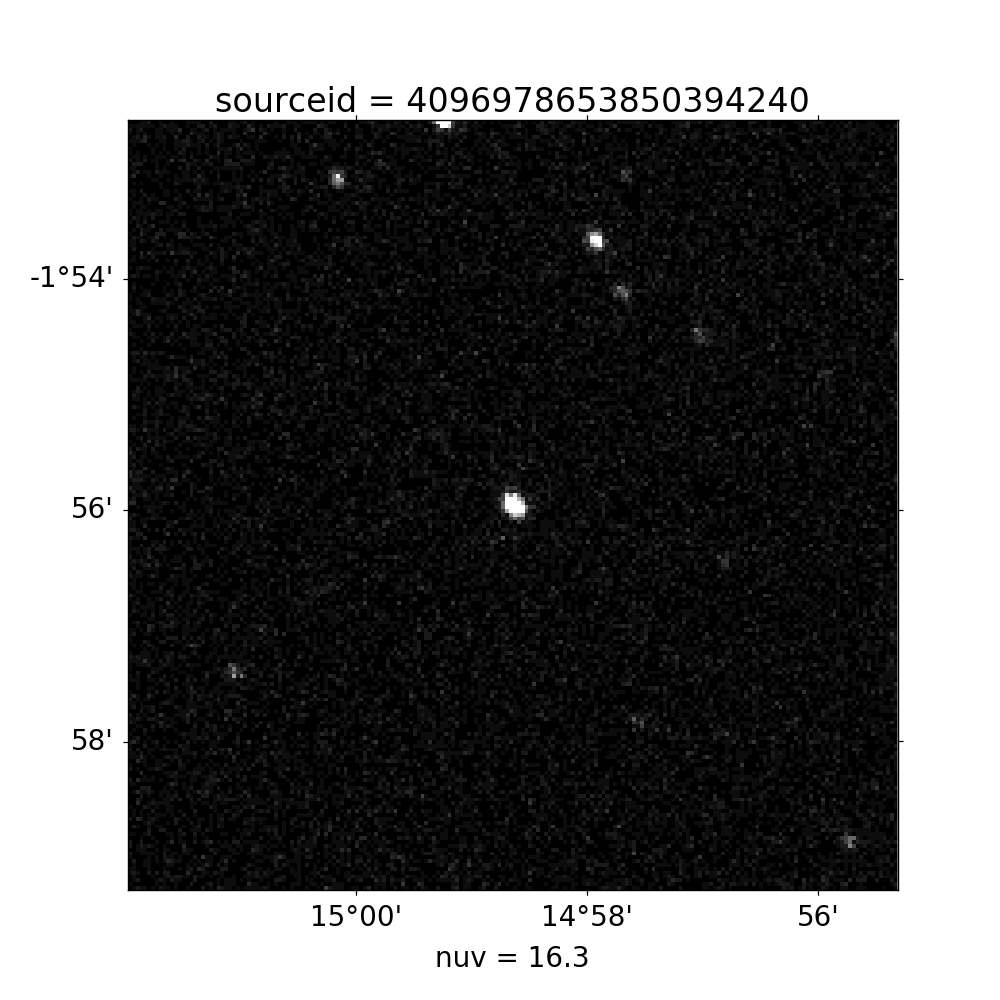 sourceid = 4096978653850394240
-1°54'
56'
58'
15°00' 14°58' 56'
nuv = 16.3